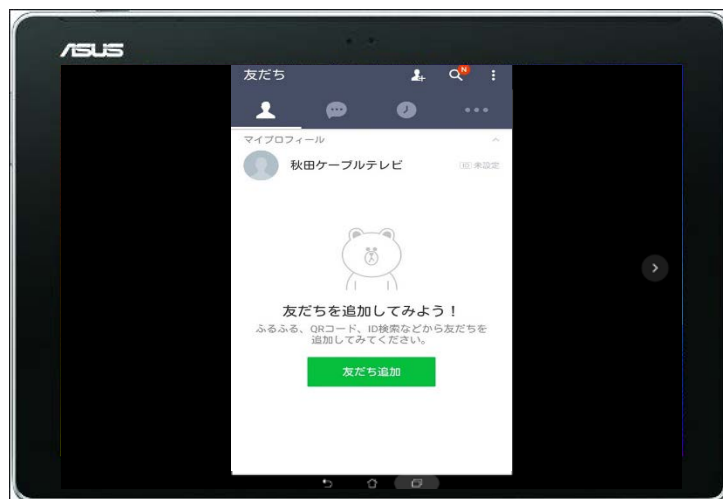 ASUS
友だち
N
マイプロフィール
秋田ケーブルテレビ
未設定
友だちを追加してみよう！
ふるふる、QRコード、ID検索などから友だちを
追加してみてください。
友だち追加